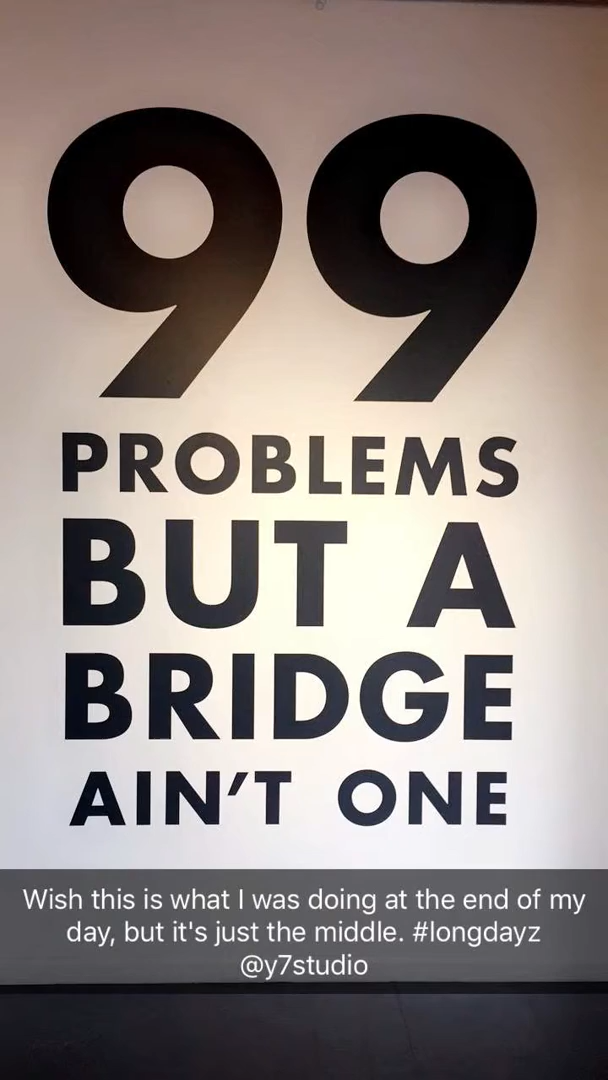 99
PROBLEMS
BUT A
BRIDGE
AIN'T ONE
Wish this is what I was doing at the end of my
day, but it's just the middle. #longdayz
@y7studio